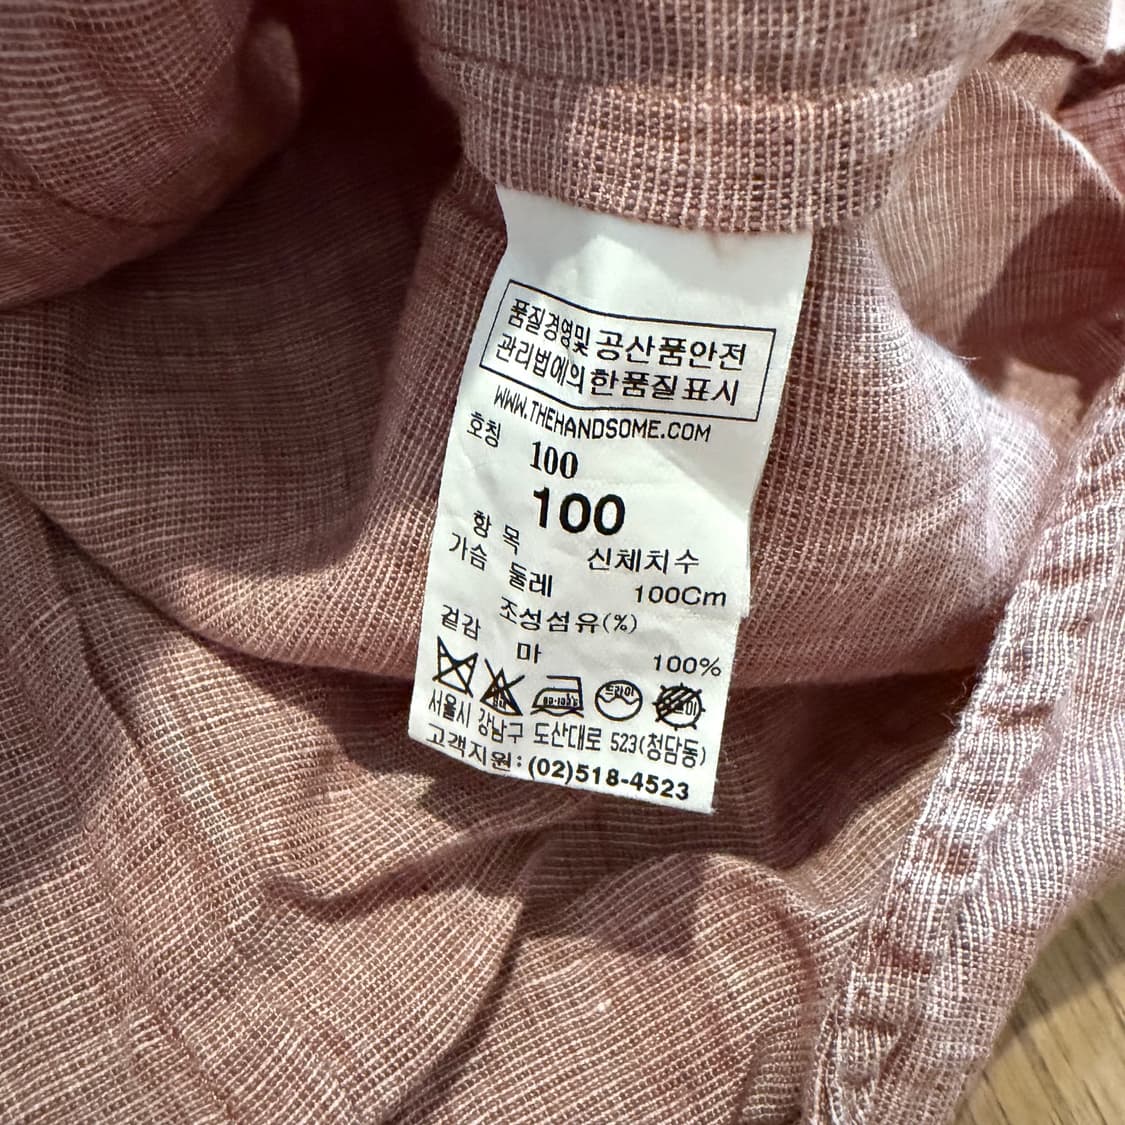 품질경영및 공산품안전
관리법에의한품질표시
WWW.THEHANDSOME.COM
호칭 100
100
항 목 신체치수
가슴 둘레 100Cm
조성섬유(%)
겉감 마 100%
드라이
서울시 강남구 도산대로 523(청담동)
고객지원: (02)518-4523